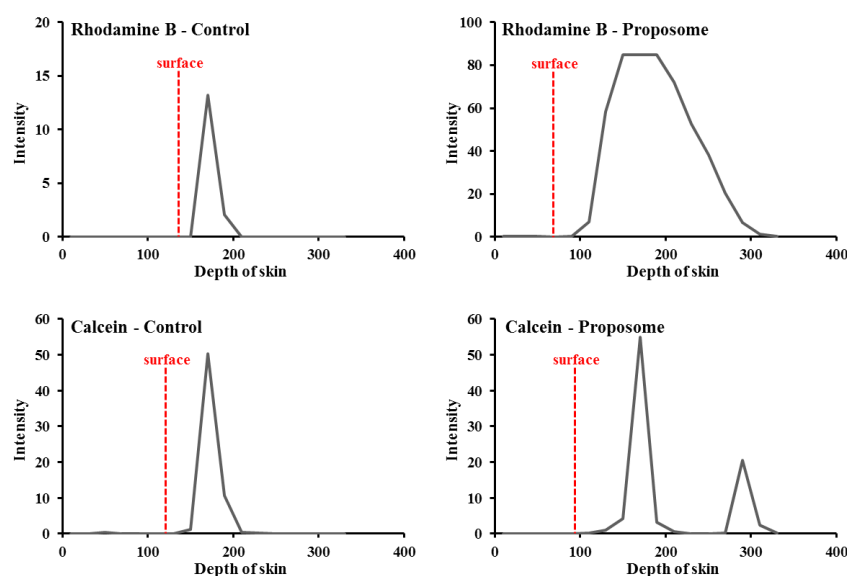 Rhodamine B - Control
surface
Intensity
20
15
10
5
0
0
100
200
300
400
Depth of skin
Rhodamine B - Proposome
surface
Intensity
100
80
60
40
20
0
0
100
200
300
400
Depth of skin
Calcein - Control
surface
Intensity
60
50
40
30
20
10
0
0
100
200
300
400
Depth of skin
Calcein - Proposome
surface
Intensity
60
50
40
30
20
10
0
0
100
200
300
400
Depth of skin